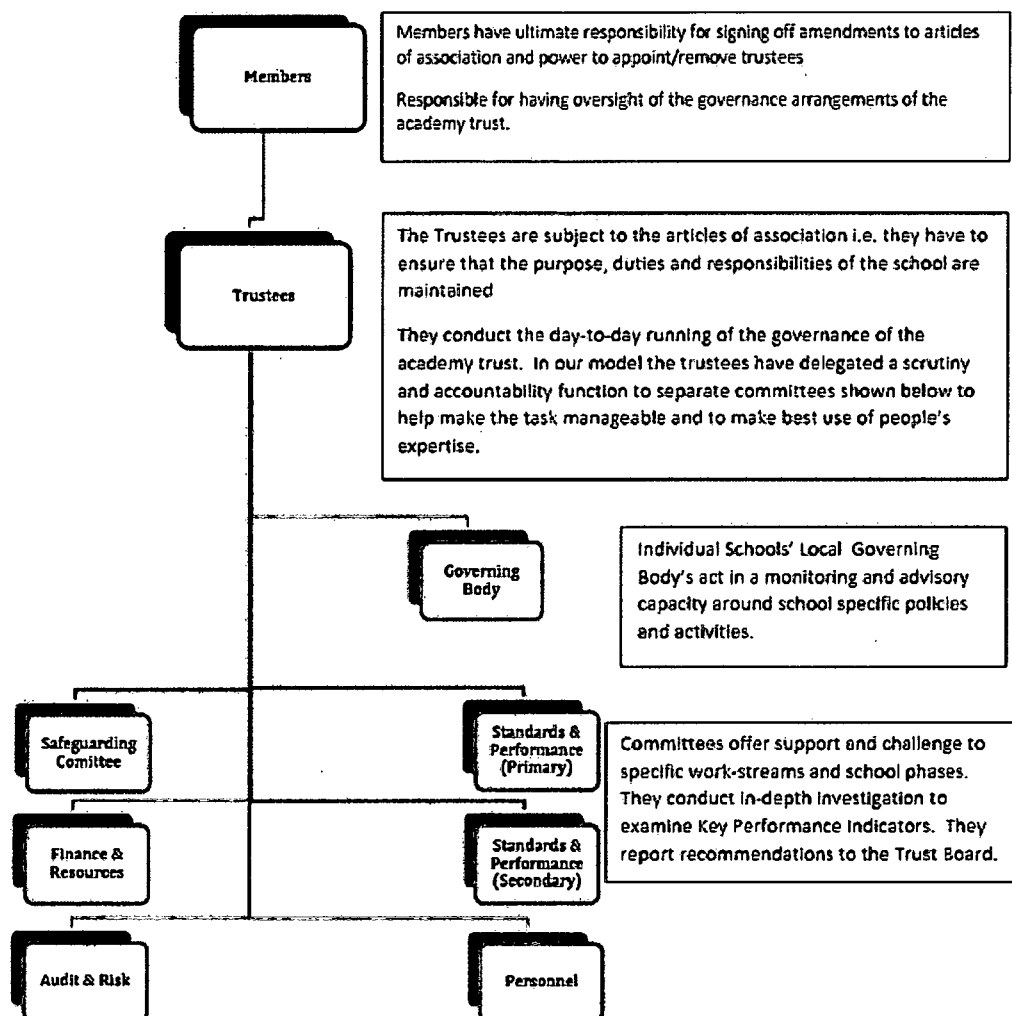 Members
Members have ultimate responsibility for signing off amendments to articles
of association and power to appoint/remove trustees
Responsible for having oversight of the governance arrangements of the
academy trust.
Trustees
The Trustees are subject to the articles of association i.e. they have to
ensure that the purpose, duties and responsibilities of the school are
maintained
They conduct the day-to-day running of the governance of the
academy trust. In our model the trustees have delegated a scrutiny
and accountability function to separate committees shown below to
help make the task manageable and to make best use of people's
expertise.
Governing
Body
Individual Schools' Local Governing
Body's act in a monitoring and advisory
capacity around school specific policies
and activities.
Safeguarding
Comittee
Standards &
Performance
(Primary)
Committees offer support and challenge to
specific work-streams and school phases.
They conduct in-depth investigation to
examine Key Performance Indicators. They
report recommendations to the Trust Board.
Finance &
Resources
Standards &
Performance
(Secondary)
Audit & Risk
Personnel